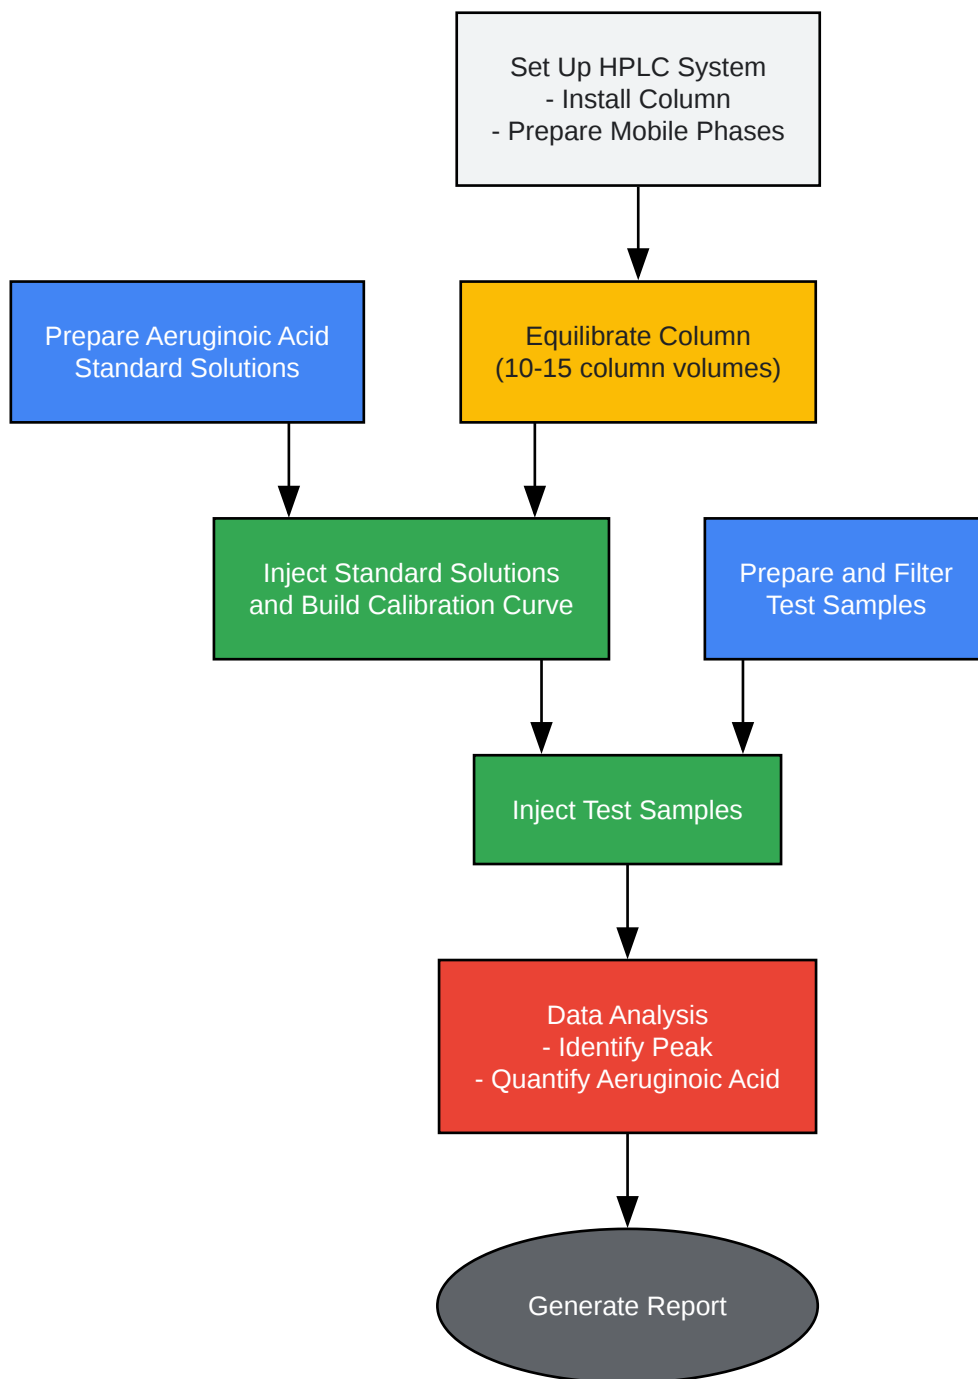 Set Up HPLC System
- Install Column
- Prepare Mobile Phases
Prepare Aeruginoic Acid
Standard Solutions
Equilibrate Column
(10-15 column volumes)
Inject Standard Solutions
and Build Calibration Curve
Prepare and Filter
Test Samples
Inject Test Samples
Data Analysis
- Identify Peak
- Quantify Aeruginoic Acid
Generate Report